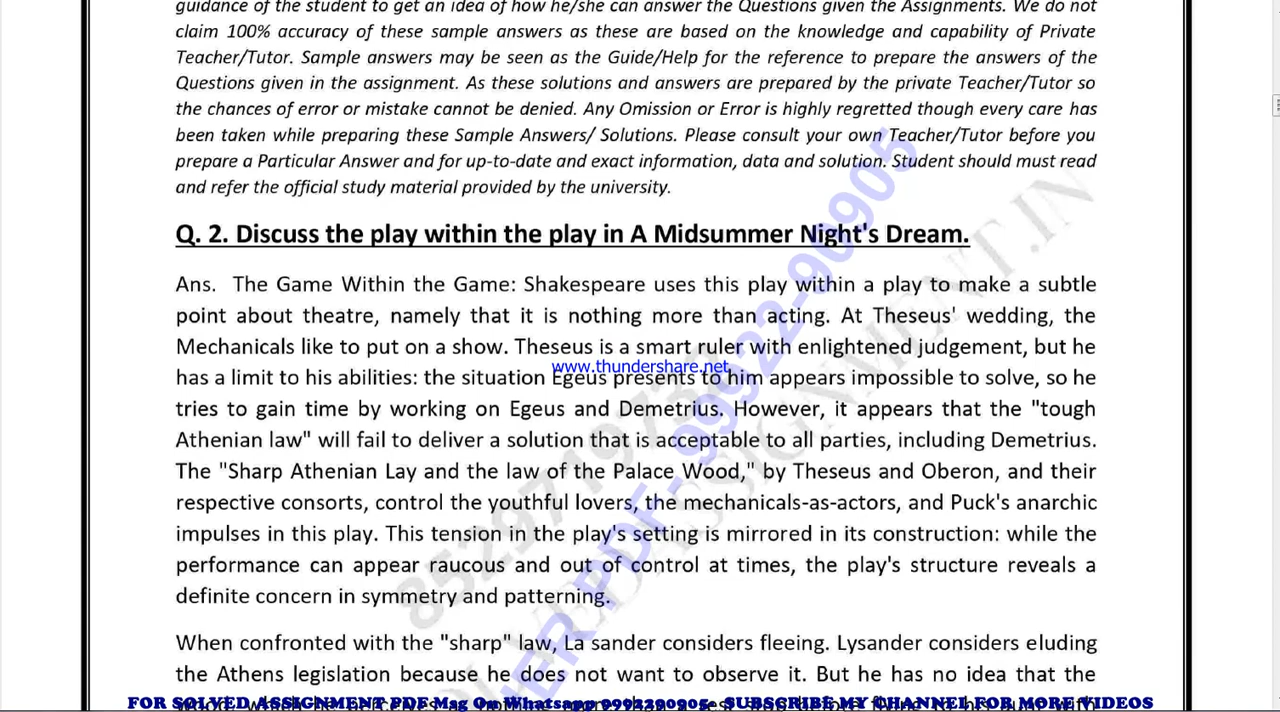 guidance of the student to get an idea of how he/she can answer the Questions given the Assignments. We do not
claim 100% accuracy of these sample answers as these are based on the knowledge and capability of Private
Teacher/Tutor. Sample answers may be seen as the Guide/Help for the reference to prepare the answers of the
Questions given in the assignment. As these solutions and answers are prepared by the private Teacher/Tutor so
the chances of error or mistake cannot be denied. Any Omission or Error is highly regretted though every care has
been taken while preparing these Sample Answers/ Solutions. Please consult your own Teacher/Tutor before you
prepare a Particular Answer and for up-to-date and exact information, data and solution. Student should must read
and refer the official study material provided by the university.
Q. 2. Discuss the play within the play in A Midsummer Night's Dream.
Ans. The Game Within the Game: Shakespeare uses this play within a play to make a subtle
point about theatre, namely that it is nothing more than acting. At Theseus' wedding, the
Mechanicals like to put on a show. Theseus is a smart ruler with enlightened judgement, but he
www.thundershare.net
has a limit to his abilities: the situation Egeus presents to him appears impossible to solve, so he
tries to gain time by working on Egeus and Demetrius. However, it appears that the "tough
Athenian law" will fail to deliver a solution that is acceptable to all parties, including Demetrius.
The "Sharp Athenian Lay and the law of the Palace Wood," by Theseus and Oberon, and their
respective consorts, control the youthful lovers, the mechanicals-as-actors, and Puck's anarchic
impulses in this play. This tension in the play's setting is mirrored in its construction: while the
performance can appear raucous and out of control at times, the play's structure reveals a
definite concern in symmetry and patterning.
When confronted with the "sharp" law, La sander considers fleeing. Lysander considers eluding
the Athens legislation because he does not want to observe it. But he has no idea that the
FOR SOLVED ASSIGNMENT PDF Msg On Whatsapp 9992290905- SUBSCRIBE MY CHANNEL FOR MORE VIDEOS
PDF- 99922-90905
ASSIGNMENT.IN